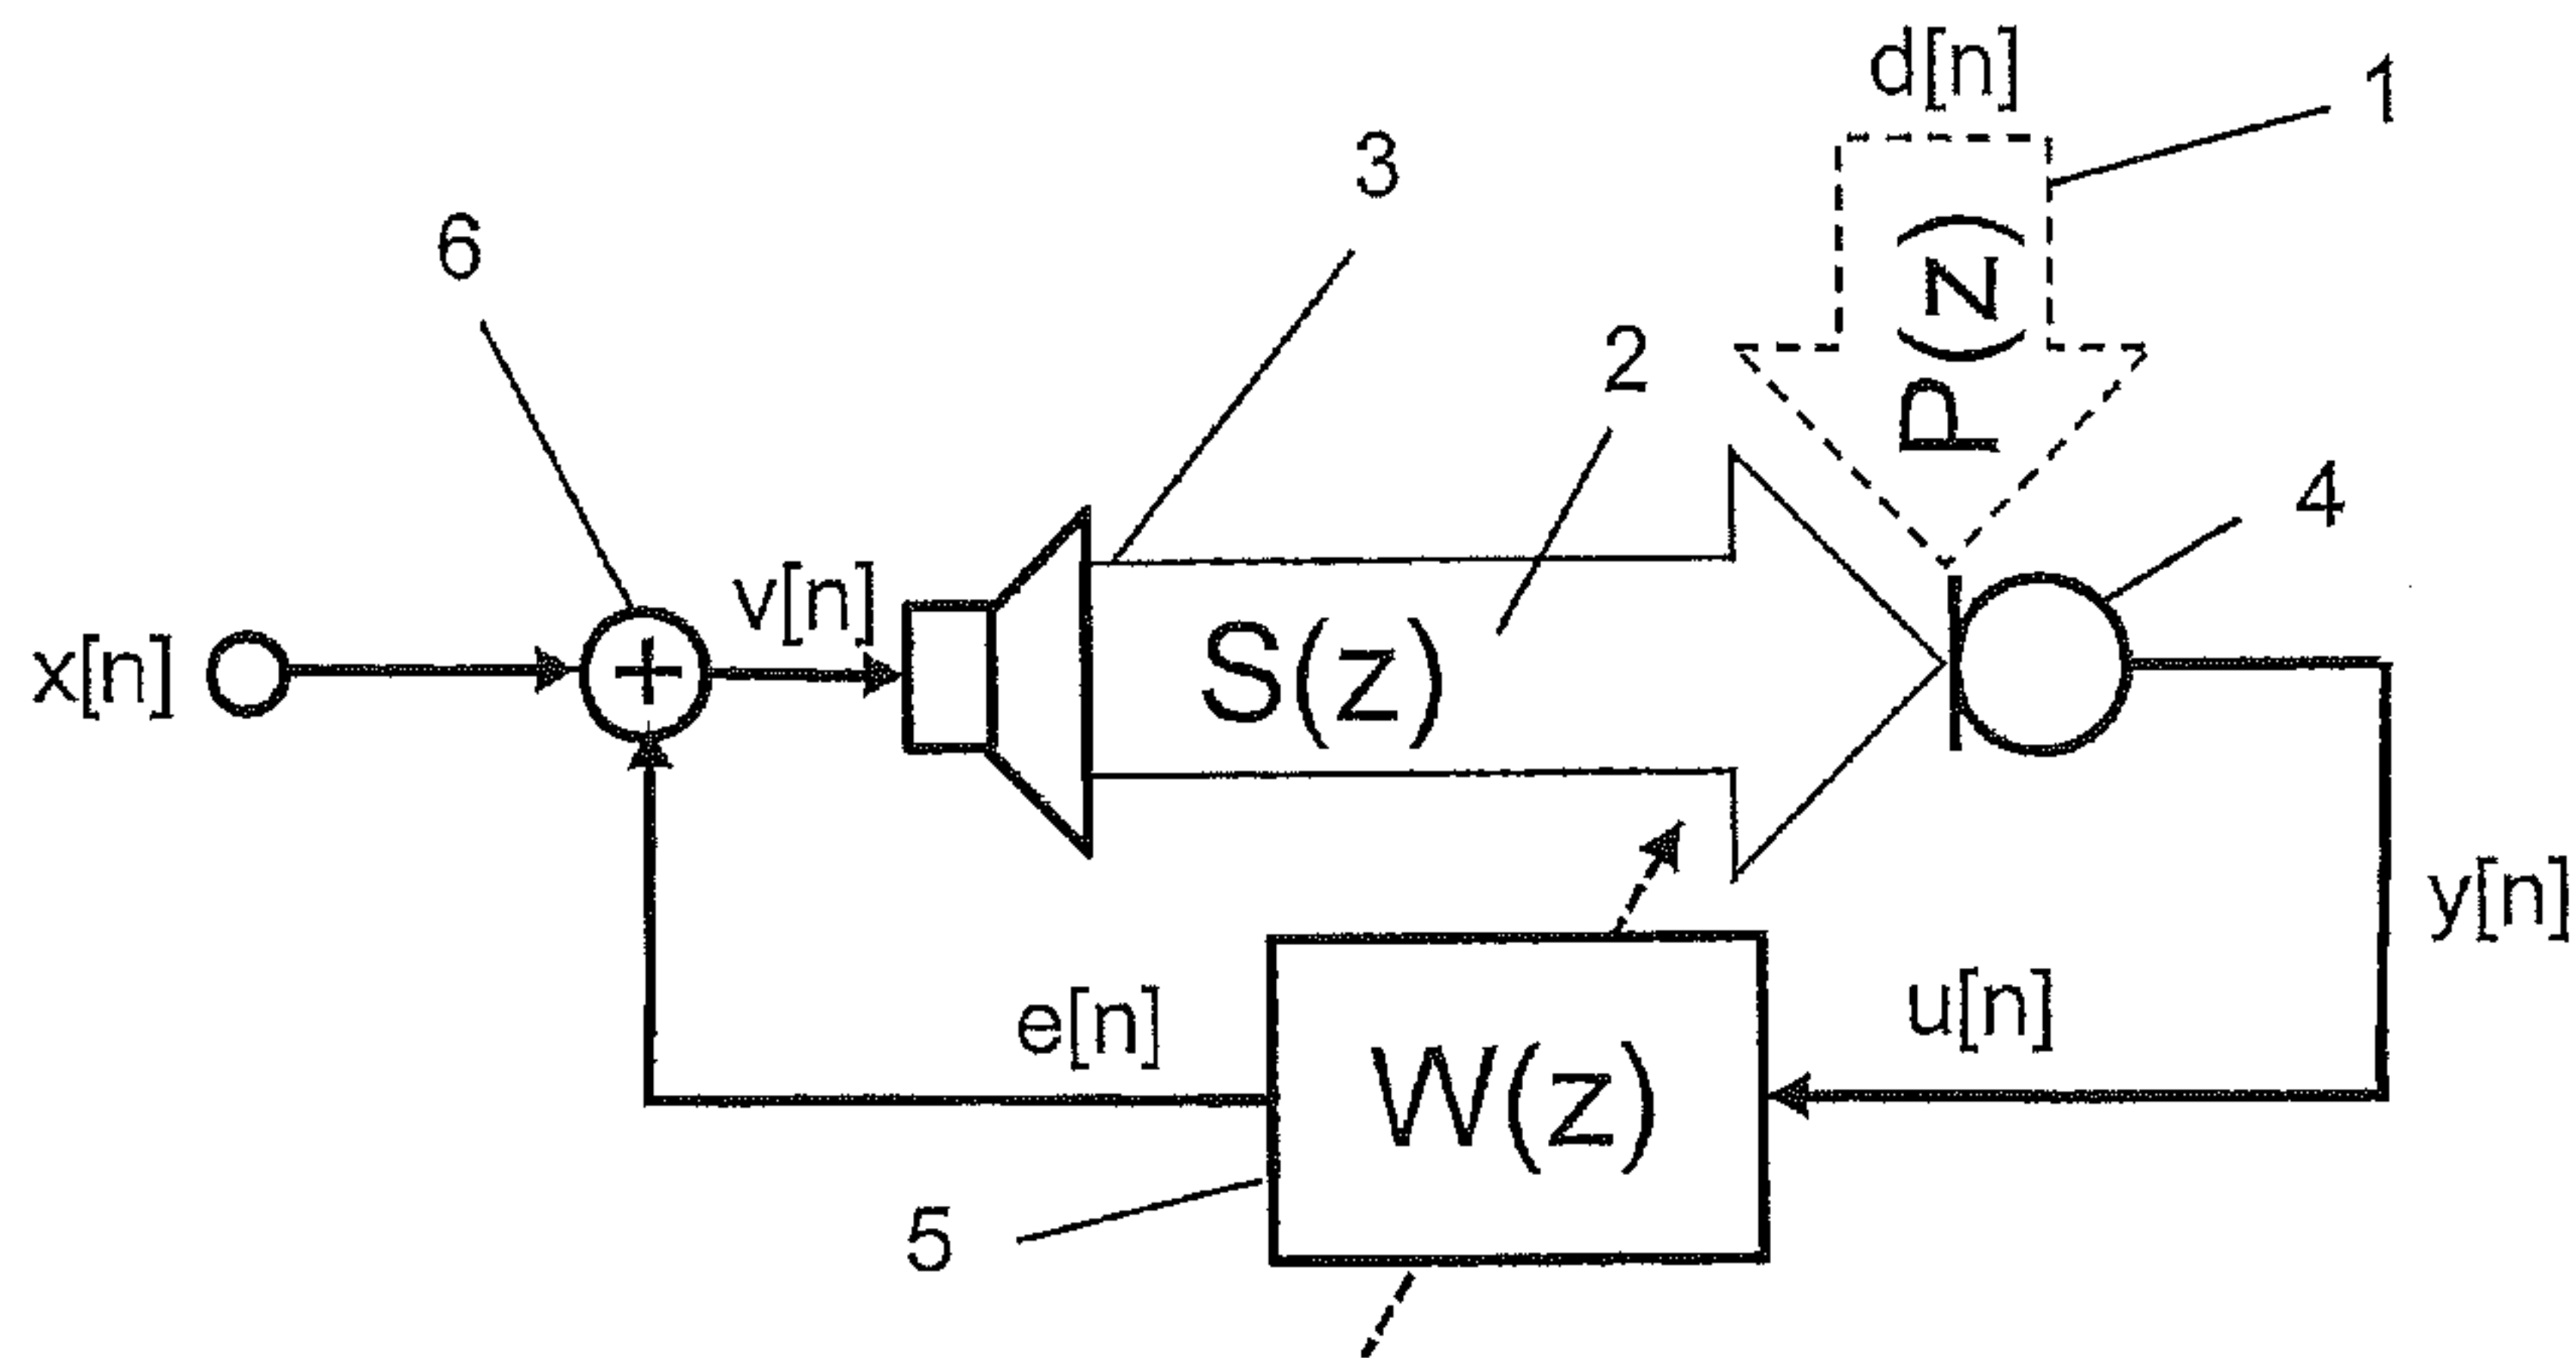 d[n]
1
3
6
P(z)
2
4
v[n]
x[n]
+
S(z)
y[n]
u[n]
e[n]
W(z)
5